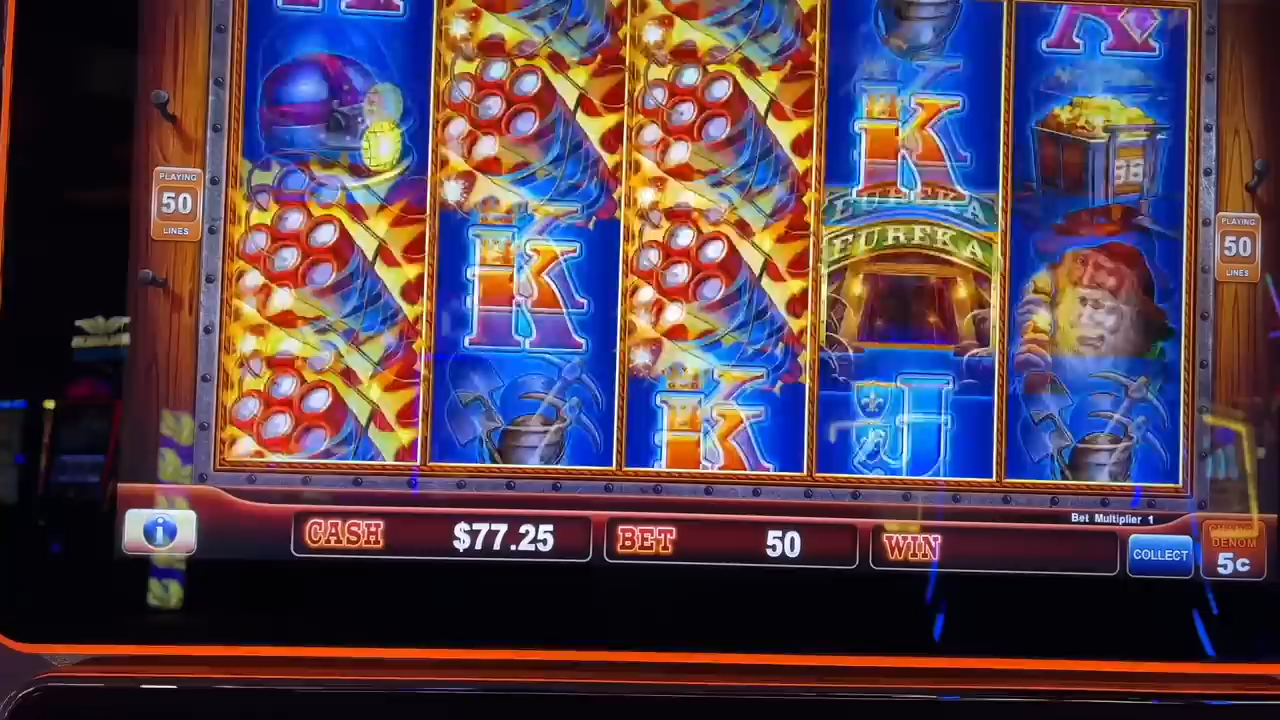 K
EUREKA
EUREKA
PLAYING
50
LINES
PLAYING
50
LINES
K
K
J
Bet Multiplier 1
CASH $77.25
BET 50
WIN
COLLECT
DENOM
5¢